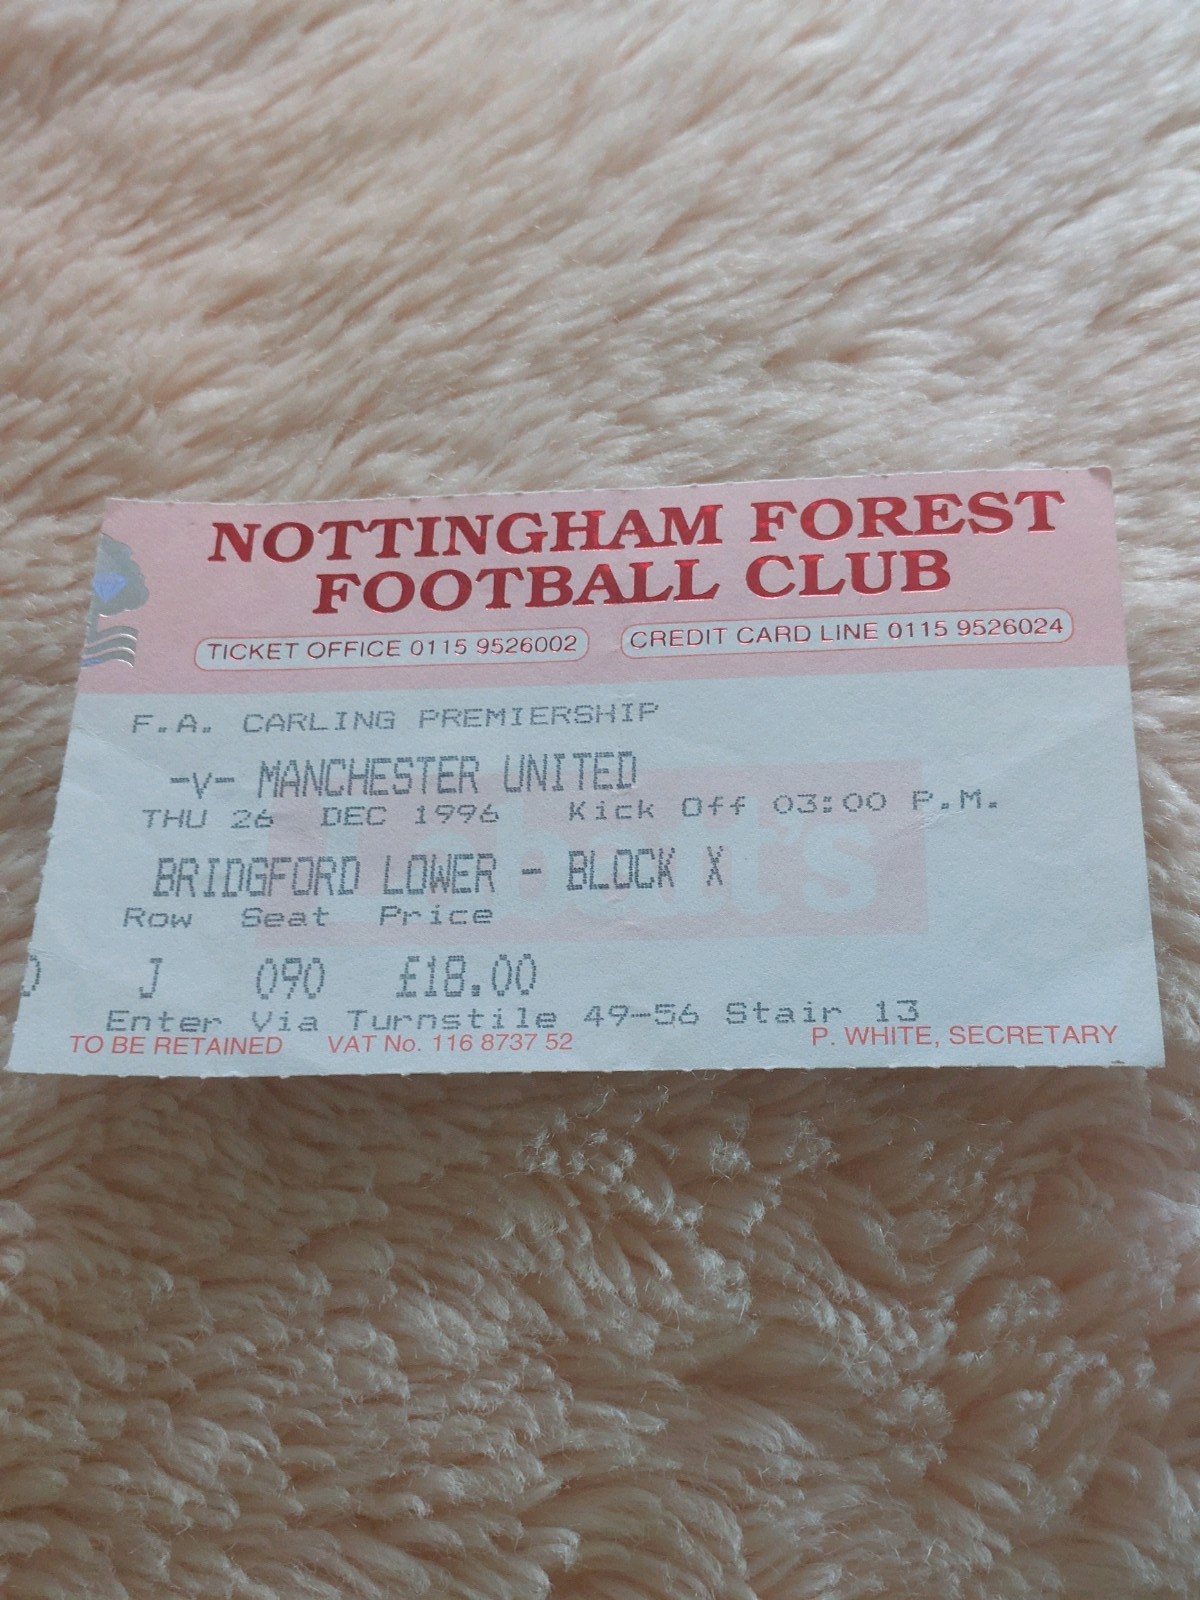 NOTTINGHAM FOREST
FOOTBALL CLUB
TICKET OFFICE 0115 9526002 CREDIT CARD LINE 0115 9526024
F.A. CARLING PREMIERSHIP
-v- MANCHESTER UNITED
THU 26 DEC 1996 Kick Off 03:00 P.M.
BRIDGFORD LOWER - BLOCK X
Row Seat Price
J 090 £18.00
Enter Via Turnstile 49-56 Stair 13
TO BE RETAINED VAT No. 116 8737 52 P. WHITE, SECRETARY